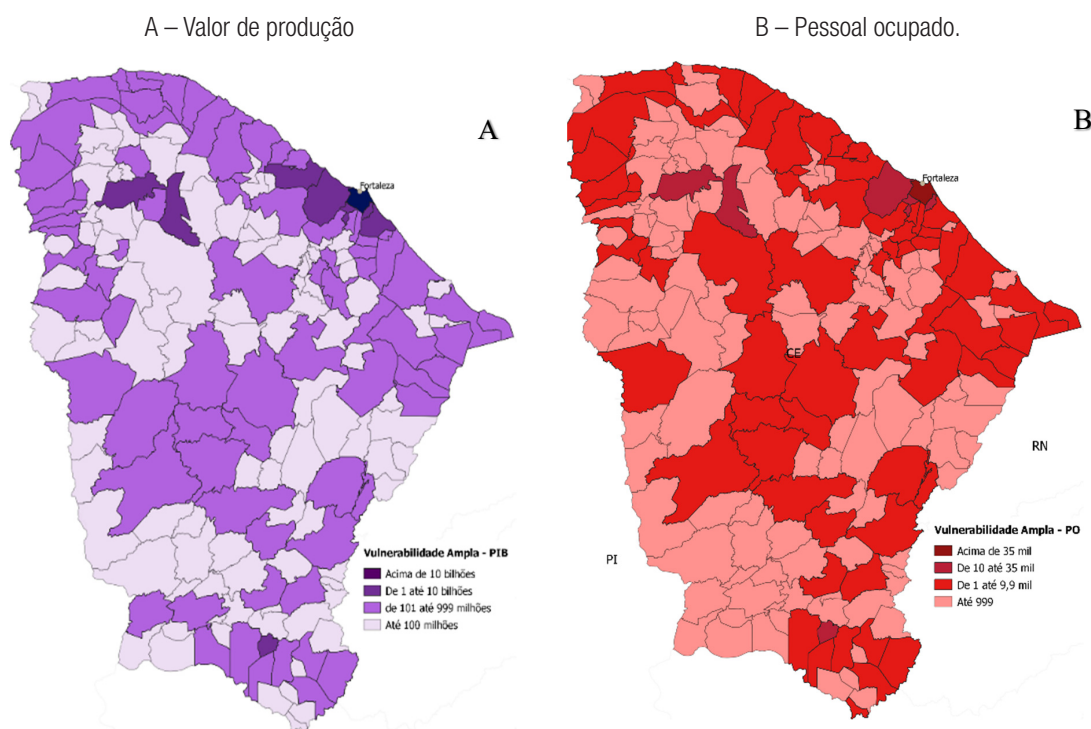 A – Valor de produção
B – Pessoal ocupado.
A
Fortaleza
Vulnerabilidade Ampla - PIB
Acima de 10 bilhões
De 1 até 10 bilhões
de 101 até 999 milhões
Até 100 milhões
B
Fortaleza
CE
RN
PI
Vulnerabilidade Ampla - PO
Acima de 35 mil
De 10 até 35 mil
De 1 até 9,9 mil
Até 999